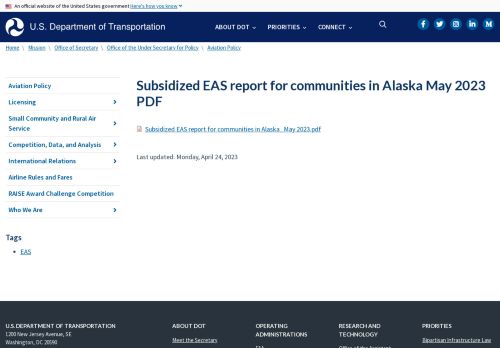 An official website of the United States government Here's how you know
U.S. Department of Transportation
ABOUT DOT
PRIORITIES
CONNECT
Home \ Mission \ Office of Secretary \ Office of the Under Secretary for Policy \ Aviation Policy
Aviation Policy
Licensing
Small Community and Rural Air
Service
Competition, Data, and Analysis
International Relations
Airline Rules and Fares
RAISE Award Challenge Competition
Who We Are
Tags
EAS
Subsidized EAS report for communities in Alaska May 2023
PDF
Subsidized EAS report for communities in Alaska_May 2023.pdf
Last updated: Monday, April 24, 2023
U.S. DEPARTMENT OF TRANSPORTATION
1200 New Jersey Avenue, SE
Washington, DC 20590
ABOUT DOT
Meet the Secretary
OPERATING
ADMINISTRATIONS
RESEARCH AND
TECHNOLOGY
PRIORITIES
Bipartisan Infrastructure Law